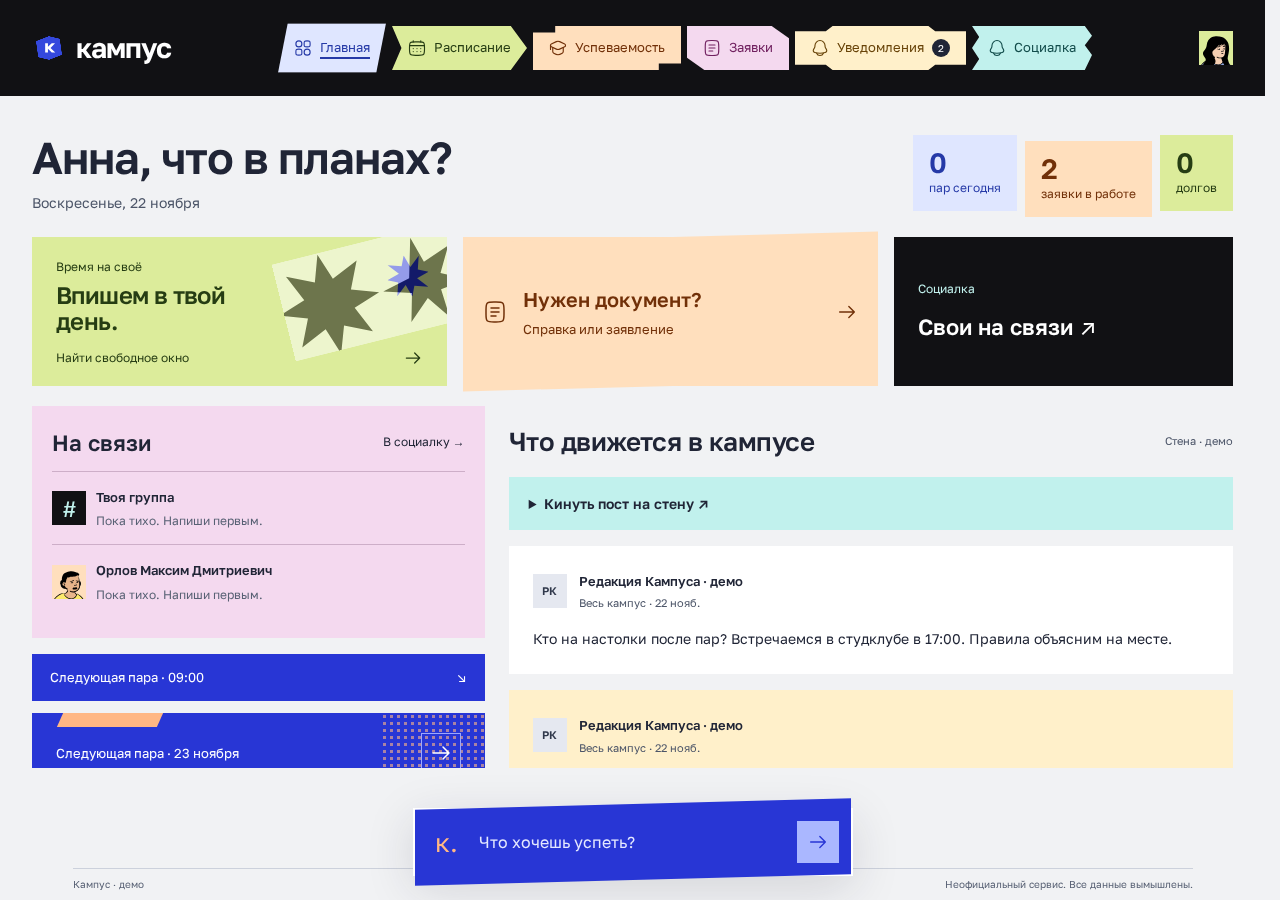 K кампус
Главная
Расписание
Успеваемость
Заявки
Уведомления 2
Социалка
Анна, что в планах?
Воскресенье, 22 ноября
0
пар сегодня
2
заявки в работе
0
долгов
Время на своё
Впишем в твой
день.
Найти свободное окно →
Нужен документ?
Справка или заявление →
Социалка
Свои на связи ↗
На связи
В социалку →
# Твоя группа
Пока тихо. Напиши первым.
Орлов Максим Дмитриевич
Пока тихо. Напиши первым.
Следующая пара · 09:00 ↘
Следующая пара · 23 ноября →
Что движется в кампусе
Стена · демо
▶ Кинуть пост на стену ↗
РК Редакция Кампуса · демо
Весь кампус · 22 нояб.
Кто на настолки после пар? Встречаемся в студклубе в 17:00. Правила объясним на месте.
РК Редакция Кампуса · демо
Весь кампус · 22 нояб.
К. Что хочешь успеть? →
Кампус · демо
Неофициальный сервис. Все данные вымышлены.